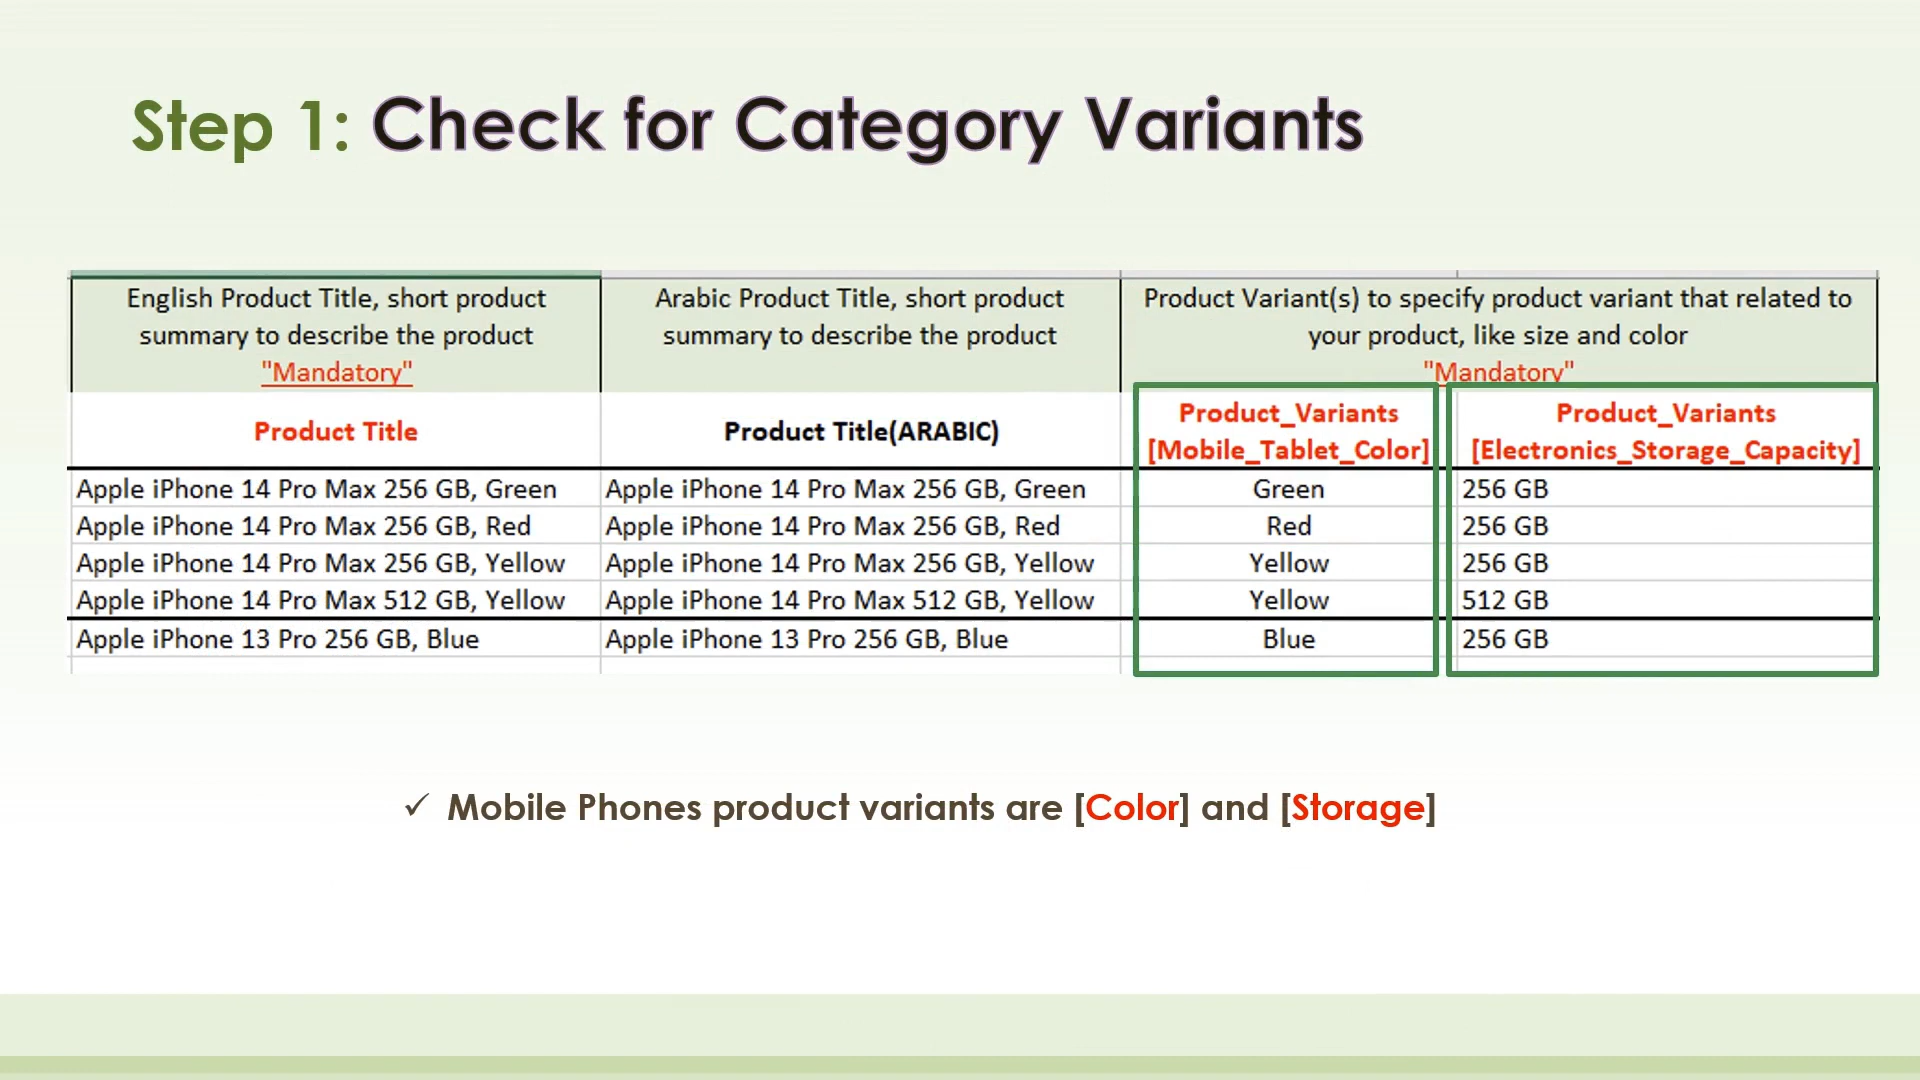 Step 1: Check for Category Variants
English Product Title, short product
summary to describe the product
"Mandatory"
Arabic Product Title, short product
summary to describe the product
Product Variant(s) to specify product variant that related to
your product, like size and color
"Mandatory"
Product Title
Product Title(ARABIC)
Product_Variants
[Mobile_Tablet_Color]
Product_Variants
[Electronics_Storage_Capacity]
Apple iPhone 14 Pro Max 256 GB, Green Apple iPhone 14 Pro Max 256 GB, Green Green 256 GB
Apple iPhone 14 Pro Max 256 GB, Red Apple iPhone 14 Pro Max 256 GB, Red Red 256 GB
Apple iPhone 14 Pro Max 256 GB, Yellow Apple iPhone 14 Pro Max 256 GB, Yellow Yellow 256 GB
Apple iPhone 14 Pro Max 512 GB, Yellow Apple iPhone 14 Pro Max 512 GB, Yellow Yellow 512 GB
Apple iPhone 13 Pro 256 GB, Blue Apple iPhone 13 Pro 256 GB, Blue Blue 256 GB
✓ Mobile Phones product variants are [Color] and [Storage]